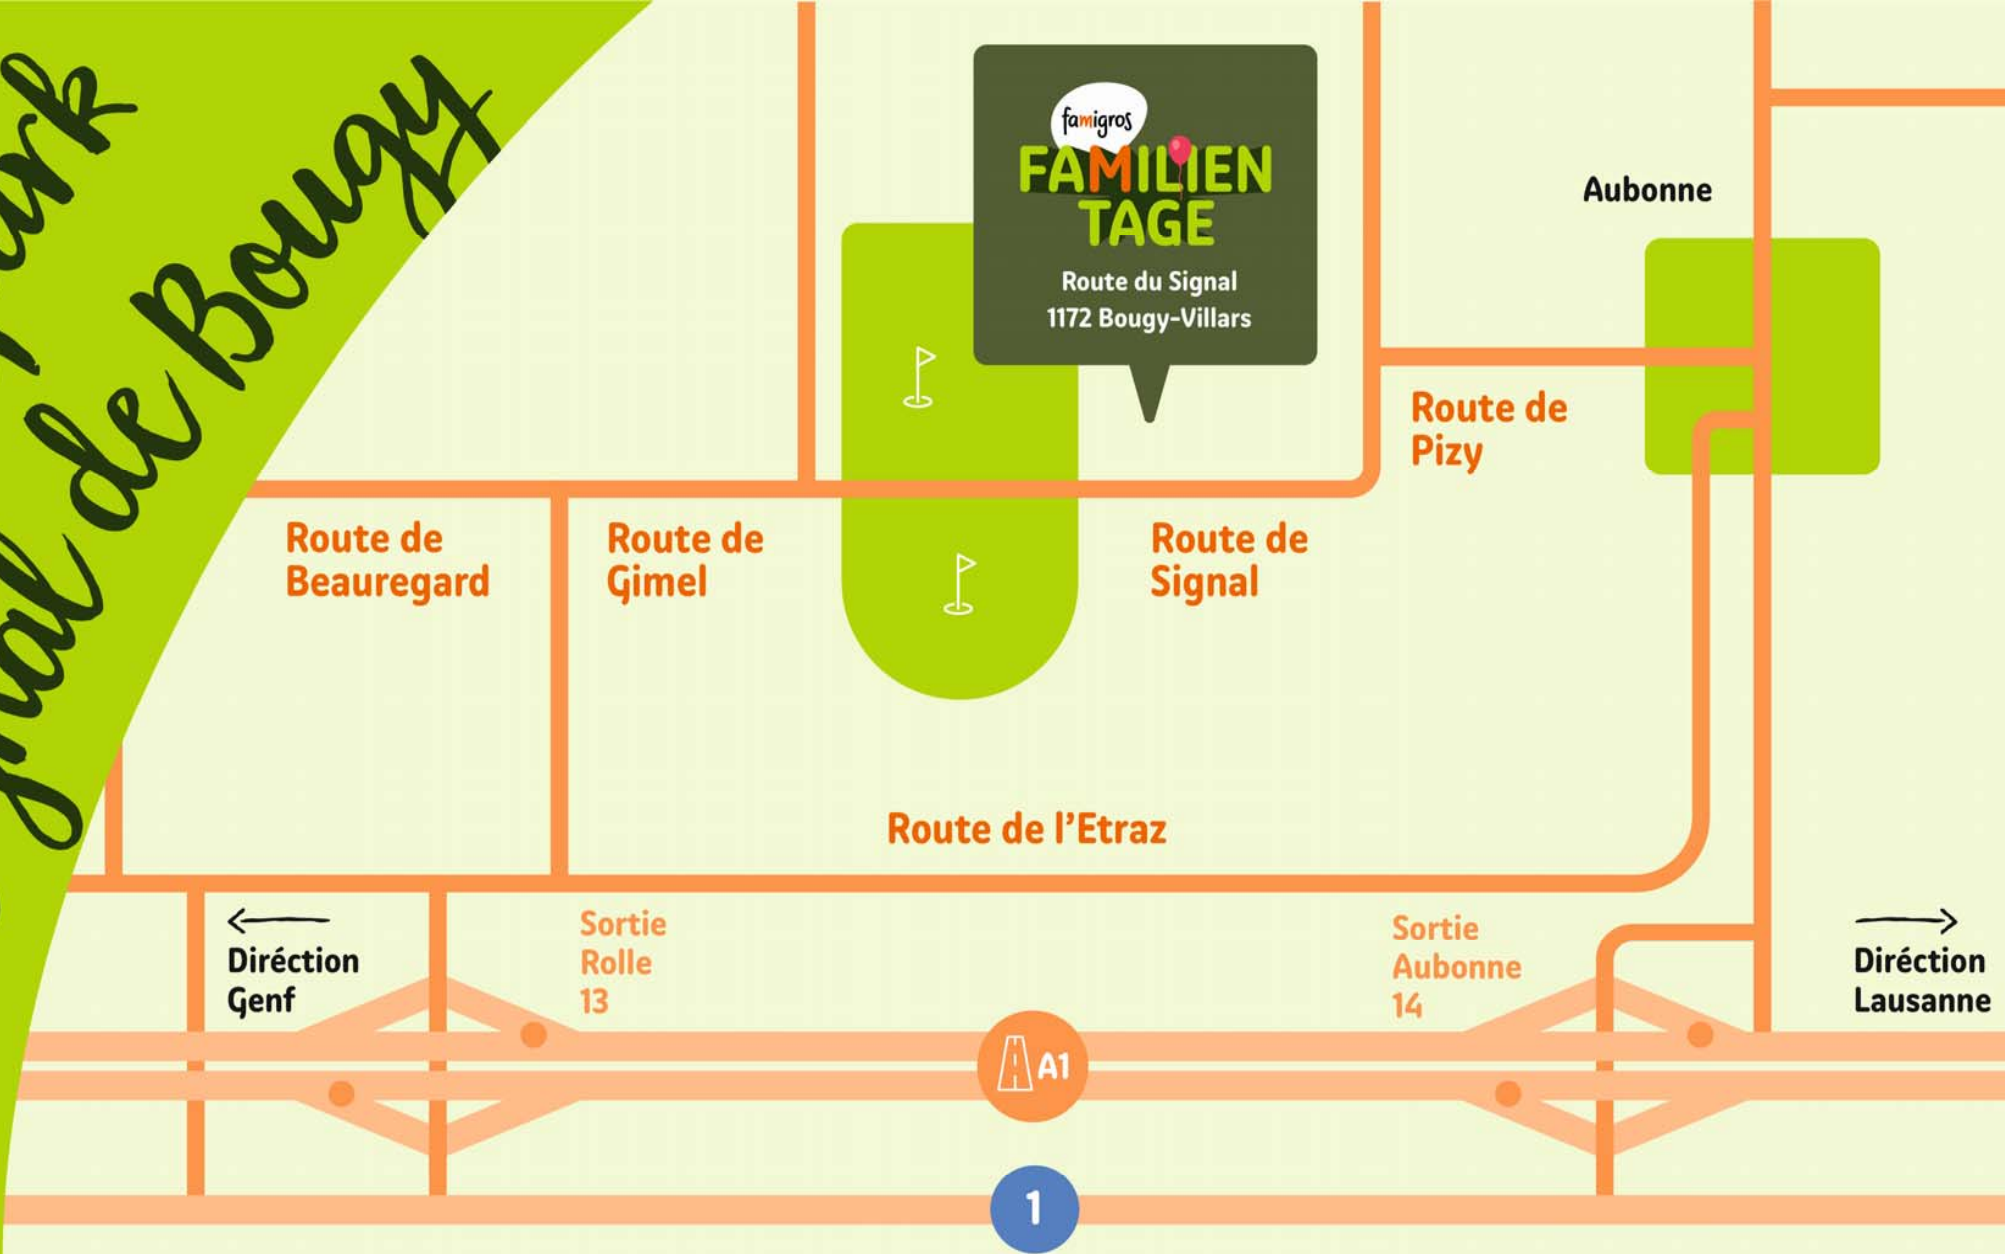 de Bougy
famigros
FAMILIEN
TAGE
Route du Signal
1172 Bougy-Villars
Aubonne
Route de
Pizy
Route de
Beauregard
Route de
Gimel
Route de
Signal
Route de l'Etraz
Diréction
Genf
Sortie
Rolle
13
Sortie
Aubonne
14
Diréction
Lausanne
A1
1